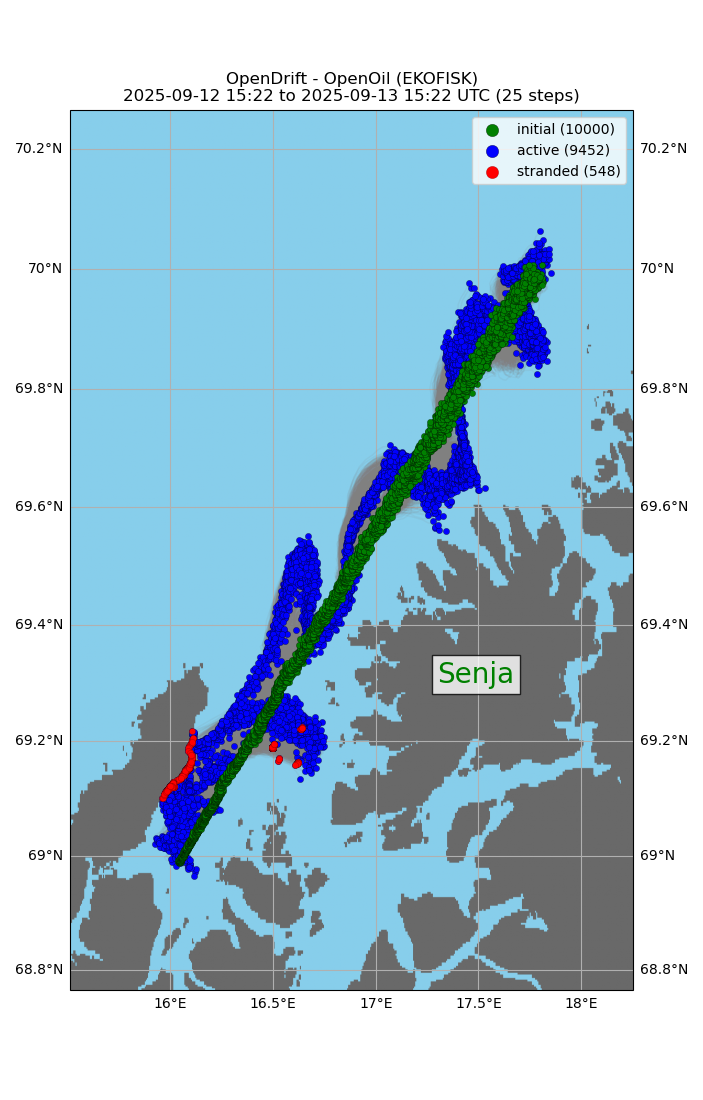 OpenDrift - OpenOil (EKOFISK)
2025-09-12 15:22 to 2025-09-13 15:22 UTC (25 steps)
initial (10000)
active (9452)
stranded (548)
70.2°N 70.2°N
70°N 70°N
69.8°N 69.8°N
69.6°N 69.6°N
69.4°N 69.4°N
Senja
69.2°N 69.2°N
69°N 69°N
68.8°N 68.8°N
16°E 16.5°E 17°E 17.5°E 18°E